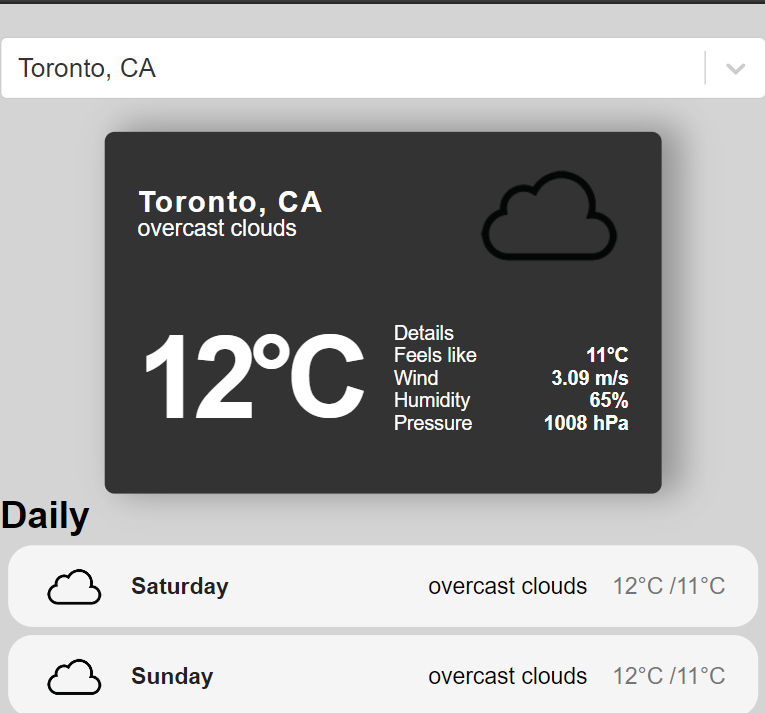 Toronto, CA
Toronto, CA
overcast clouds
12°C
Details
Feels like 11°C
Wind 3.09 m/s
Humidity 65%
Pressure 1008 hPa
Daily
Saturday overcast clouds 12°C /11°C
Sunday overcast clouds 12°C /11°C